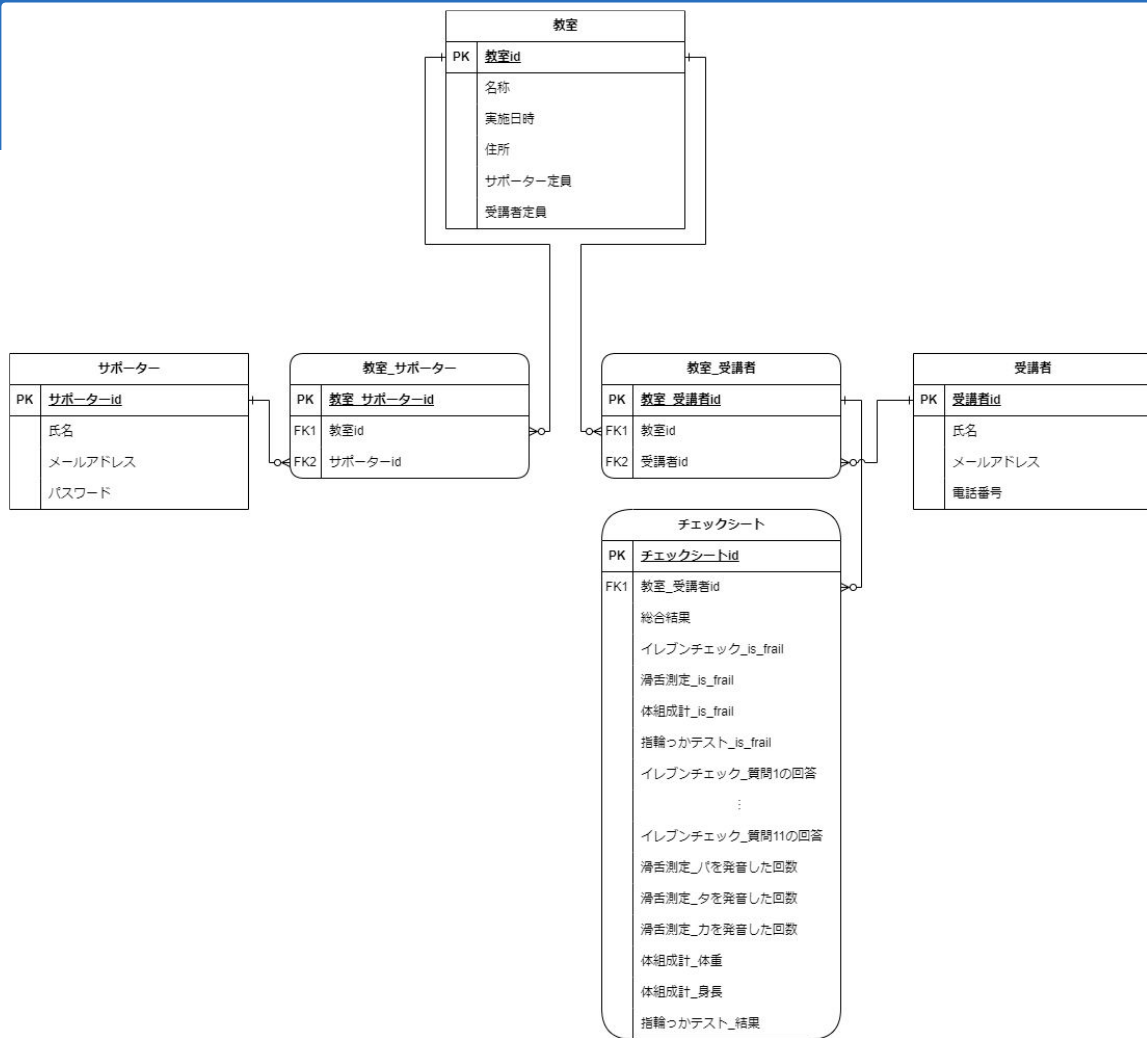 教室
PK 教室id
名称
実施日時
住所
サポーター定員
受講者定員
サポーター
PK サポーターid
氏名
メールアドレス
パスワード
教室_サポーター
PK 教室_サポーターid
FK1 教室id
FK2 サポーターid
教室_受講者
PK 教室_受講者id
FK1 教室id
FK2 受講者id
受講者
PK 受講者id
氏名
メールアドレス
電話番号
チェックシート
PK チェックシートid
FK1 教室_受講者id
総合結果
イレブンチェック_is_frail
滑舌測定_is_frail
体組成計_is_frail
指輪っかテスト_is_frail
イレブンチェック_質問1の回答
⋮
イレブンチェック_質問11の回答
滑舌測定_パを発音した回数
滑舌測定_タを発音した回数
滑舌測定_カを発音した回数
体組成計_体重
体組成計_身長
指輪っかテスト_結果